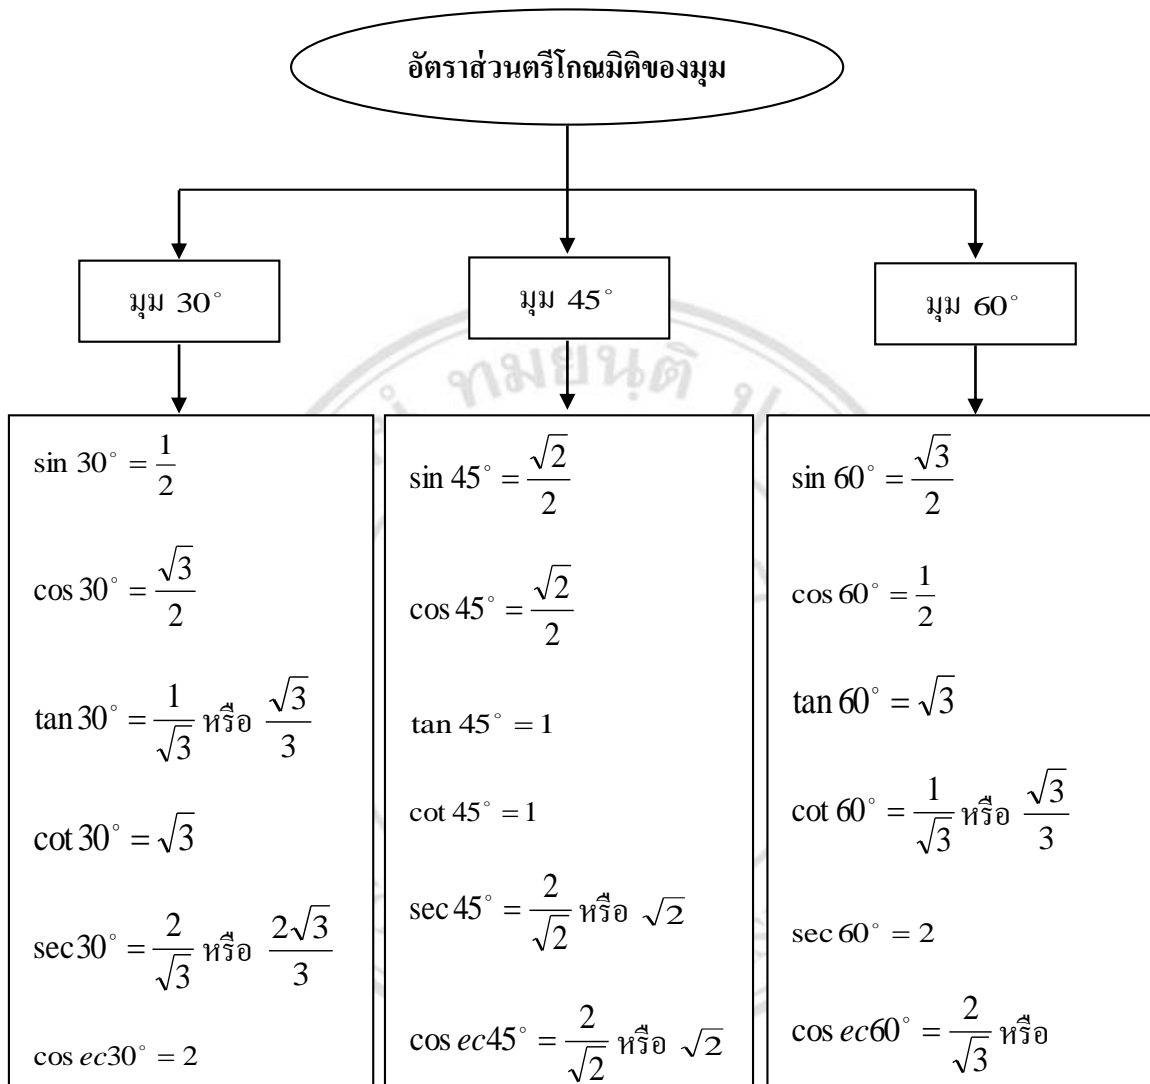 อัตราส่วนตรีโกณมิติของมุม
มุม 30°
มุม 45°
มุม 60°
sin 30° = 1/2
cos 30° = √3/2
tan 30° = 1/√3 หรือ √3/3
cot 30° = √3
sec 30° = 2/√3 หรือ 2√3/3
cos ec30° = 2
sin 45° = √2/2
cos 45° = √2/2
tan 45° = 1
cot 45° = 1
sec 45° = 2/√2 หรือ √2
cos ec45° = 2/√2 หรือ √2
sin 60° = √3/2
cos 60° = 1/2
tan 60° = √3
cot 60° = 1/√3 หรือ √3/3
sec 60° = 2
cos ec60° = 2/√3 หรือ
ทมยนฺติ